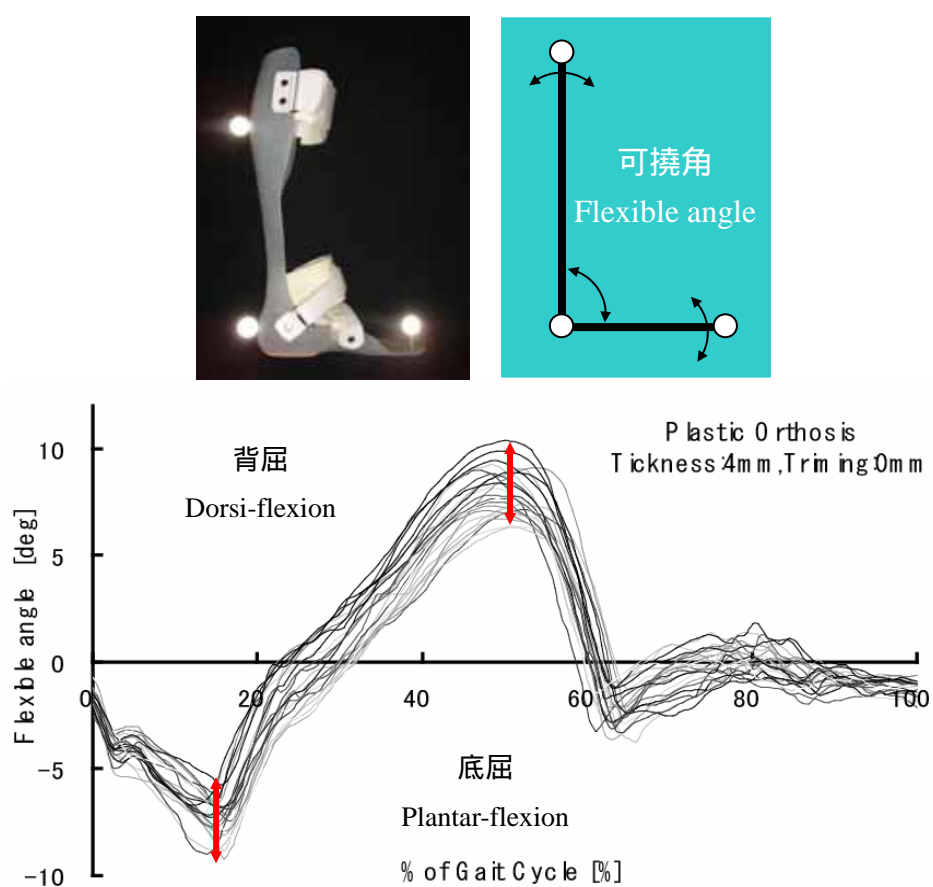 可撓角
Flexible angle
背屈
Dorsi-flexion
Plastic Orthosis
Tickness:4mm,Triming:0mm
Flexible angle [deg]
10
5
0
-5
-10
0
20
40
60
80
100
底屈
Plantar-flexion
% of Gait Cycle [%]